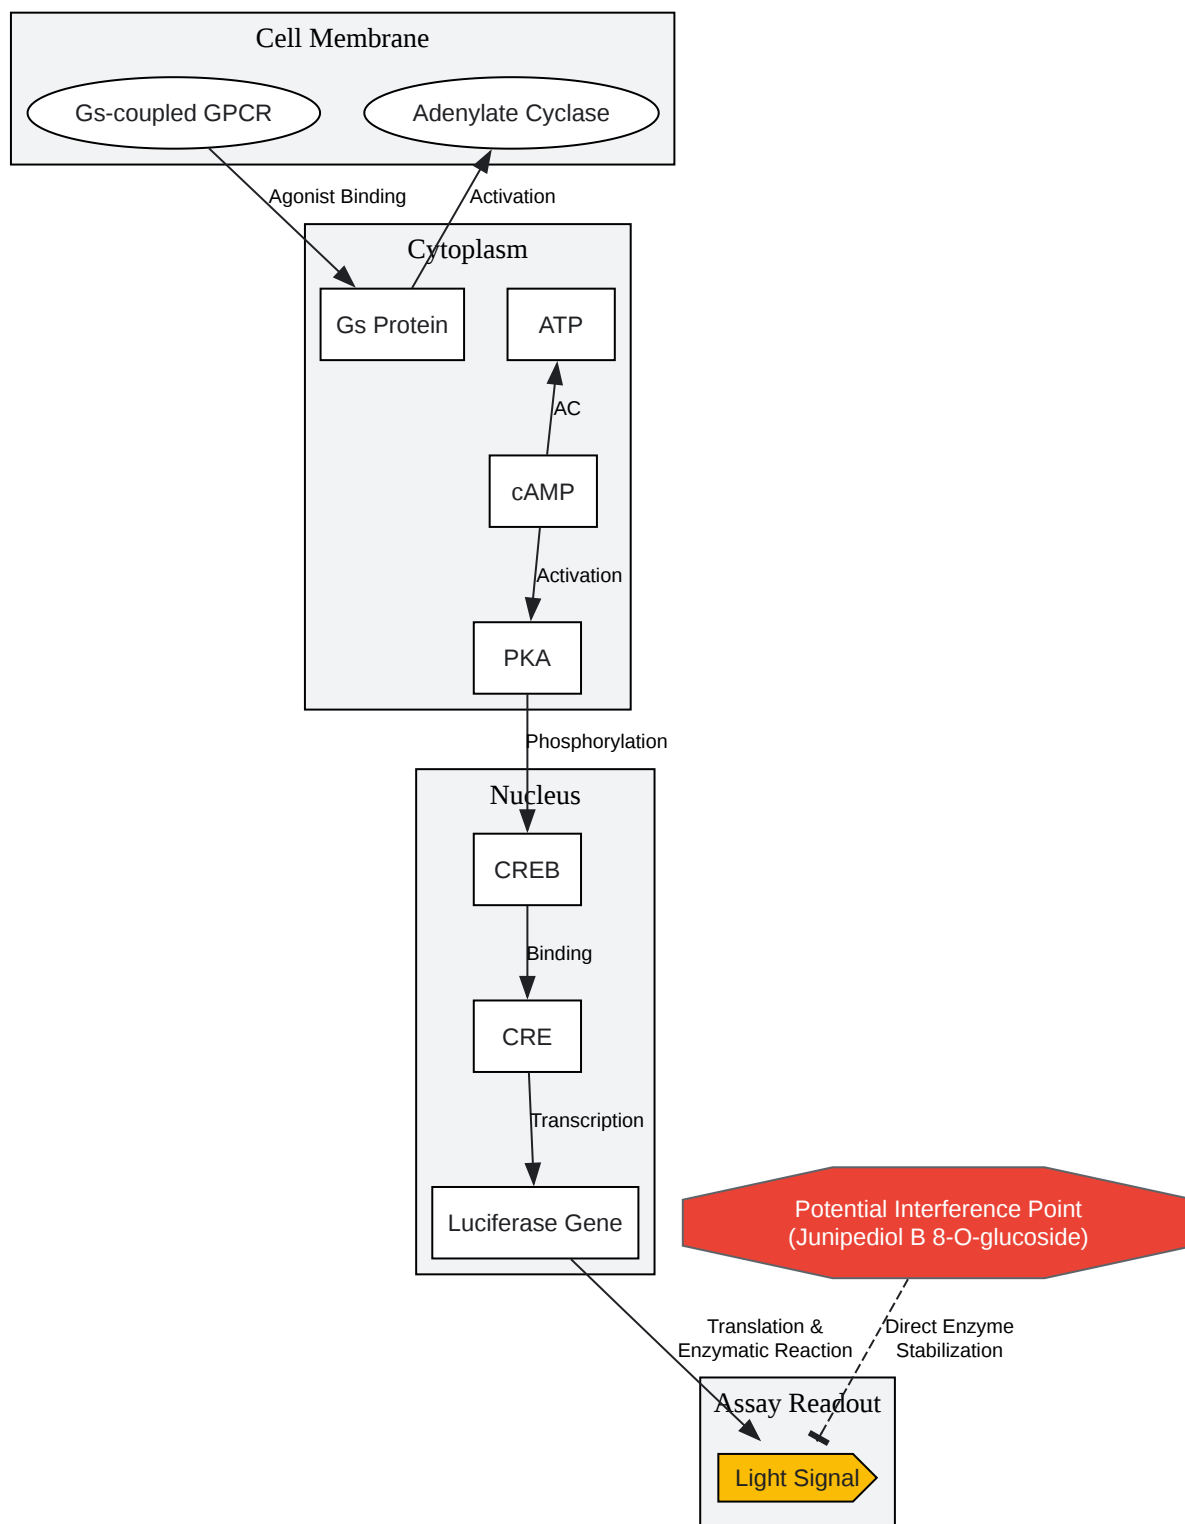 Cell Membrane
Gs-coupled GPCR
Adenylate Cyclase
Agonist Binding
Activation
Cytoplasm
Gs Protein
ATP
AC
cAMP
Activation
PKA
Phosphorylation
Nucleus
CREB
Binding
CRE
Transcription
Luciferase Gene
Potential Interference Point
(Junipediol B 8-O-glucoside)
Translation &
Enzymatic Reaction
Direct Enzyme
Stabilization
Assay Readout
Light Signal